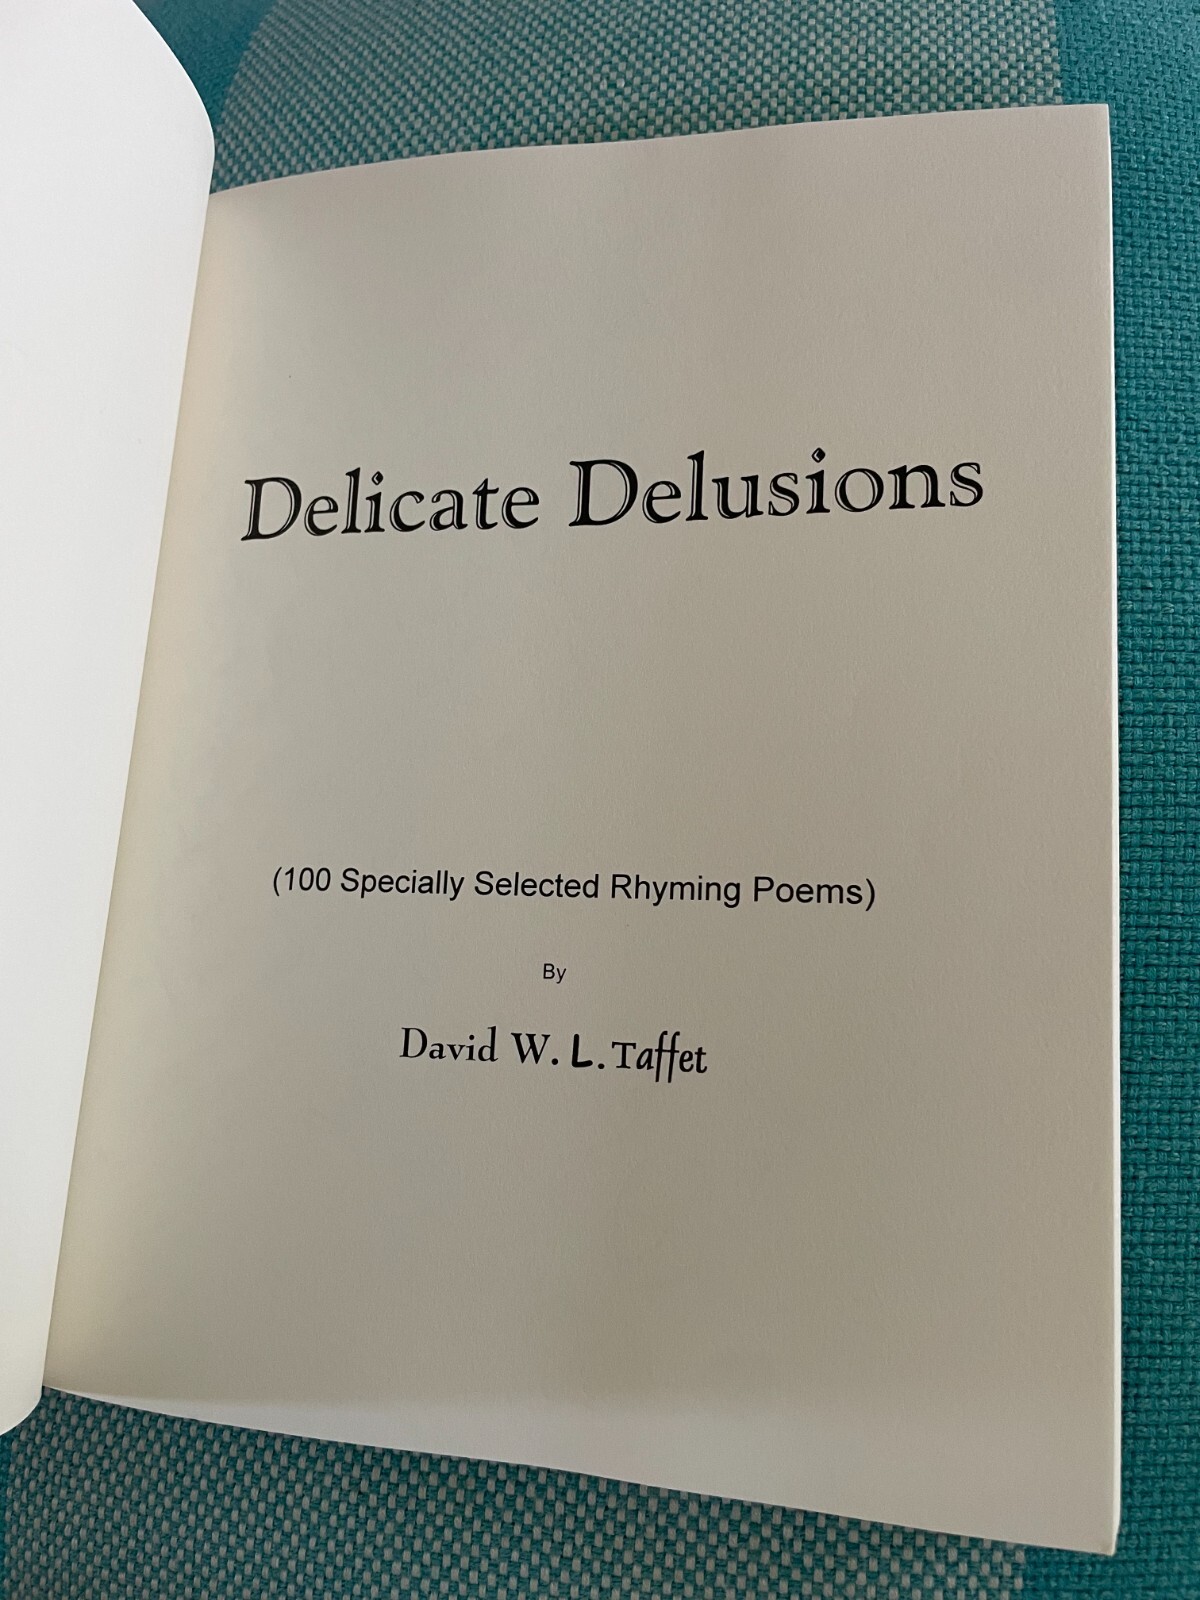 Delicate Delusions
(100 Specially Selected Rhyming Poems)
By
David W. L. Taffet